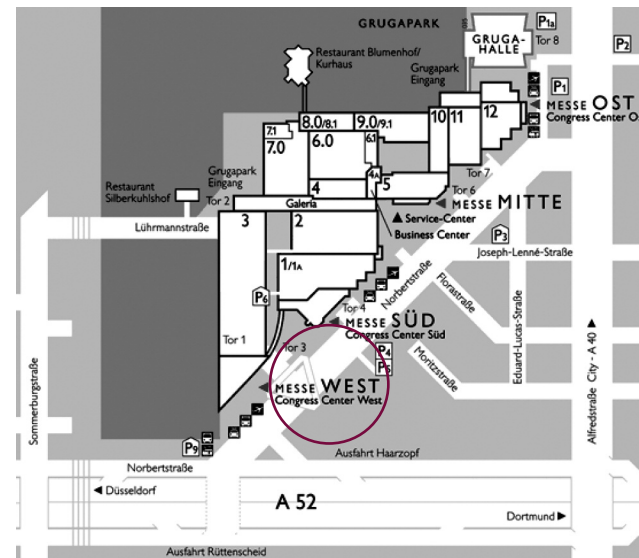 GRUGAPARK
GRUGA-
HALLE
P1a
Tor 8
P2
Restaurant Blumenhof/
Kurhaus
Grugapark
Eingang
P1
MESSE OST
Congress Center O
8.0/8.1
9.0/9.1
10
11
12
7.1
7.0
6.0
6.1
4A
4
5
Tor 7
Tor 6
MESSE MITTE
Grugapark
Eingang
Restaurant
Silberkuhlshof
Tor 2
Galeria
Service-Center
Business Center
Lührmannstraße
3
2
P3
Joseph-Lenné-Straße
1/1A
P6
Norbertstraße
Florastraße
Eduard-Lucas-Straße
Tor 4
MESSE SÜD
Congress Center Süd
Tor 1
Tor 3
P4
P5
Moritzstraße
MESSE WEST
Congress Center West
Sommerburgstraße
Alfredstraße City - A 40
P9
Norbertstraße
Ausfahrt Haarzopf
Düsseldorf
A 52
Dortmund
Ausfahrt Rüttenscheid